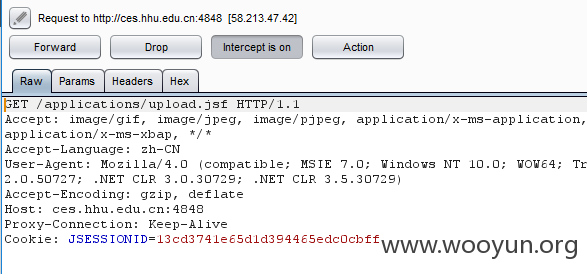 Request to http://ces.hhu.edu.cn:4848 [58.213.47.42]
Forward Drop Intercept is on Action
Raw Params Headers Hex
GET /applications/upload.jsf HTTP/1.1
Accept: image/gif, image/jpeg, image/pjpeg, application/x-ms-application,
application/x-ms-xbap, */*
Accept-Language: zh-CN
User-Agent: Mozilla/4.0 (compatible; MSIE 7.0; Windows NT 10.0; WOW64; Tr
2.0.50727; .NET CLR 3.0.30729; .NET CLR 3.5.30729)
Accept-Encoding: gzip, deflate
Host: ces.hhu.edu.cn:4848
Proxy-Connection: Keep-Alive
Cookie: JSESSIONID=13cd3741e65d1d394465edc0cbff
www.wooyun.org